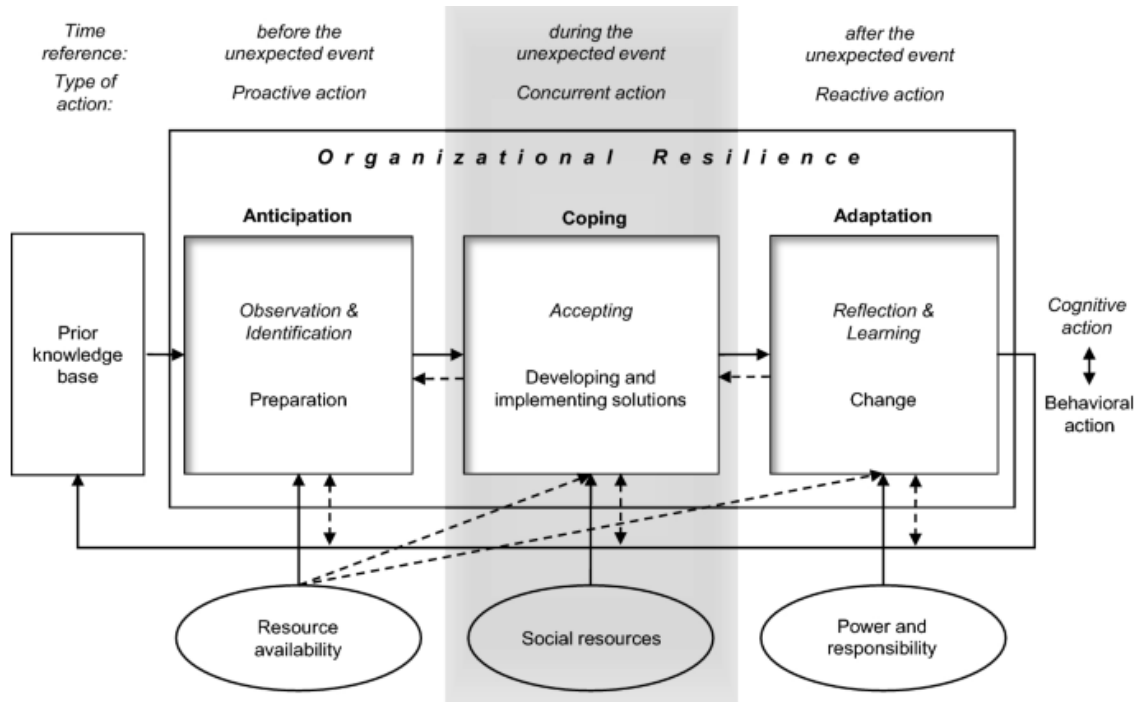 Time
reference:
before the
unexpected event
during the
unexpected event
after the
unexpected event
Type of
action:
Proactive action
Concurrent action
Reactive action
Organizational Resilience
Anticipation
Coping
Adaptation
Prior
knowledge
base
Observation &
Identification
Preparation
Accepting
Developing and
implementing solutions
Reflection &
Learning
Change
Cognitive
action
Behavioral
action
Resource
availability
Social resources
Power and
responsibility